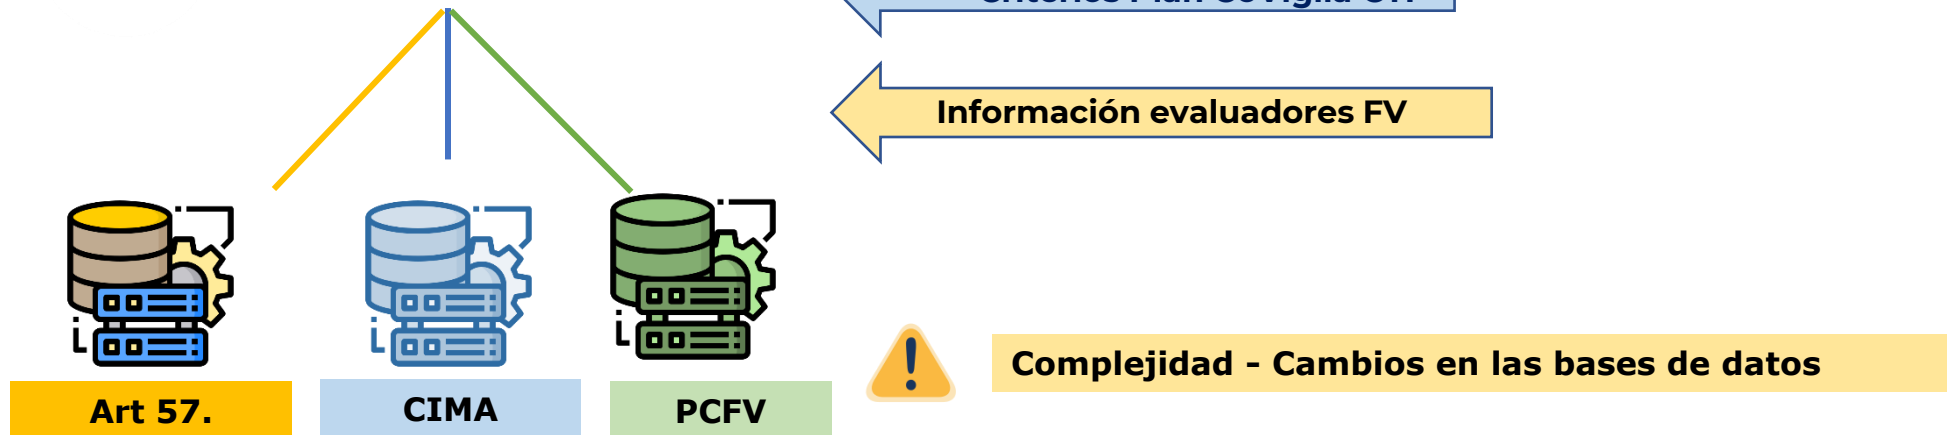 Información evaluadores FV
Complejidad - Cambios en las bases de datos
Art 57.
CIMA
PCFV